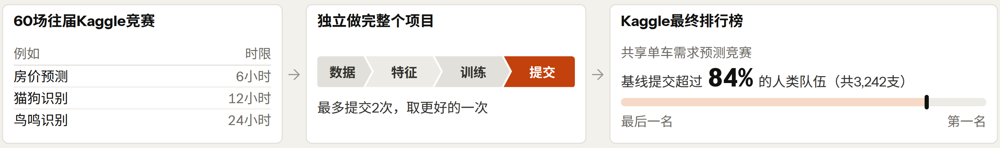 60场往届Kaggle竞赛
例如 时限
房价预测 6小时
猫狗识别 12小时
鸟鸣识别 24小时
→
独立做完整个项目
数据 特征 训练 提交
最多提交2次，取更好的一次
→
Kaggle最终排行榜
共享单车需求预测竞赛
基线提交超过 84% 的人类队伍（共3,242支）
最后一名 第一名